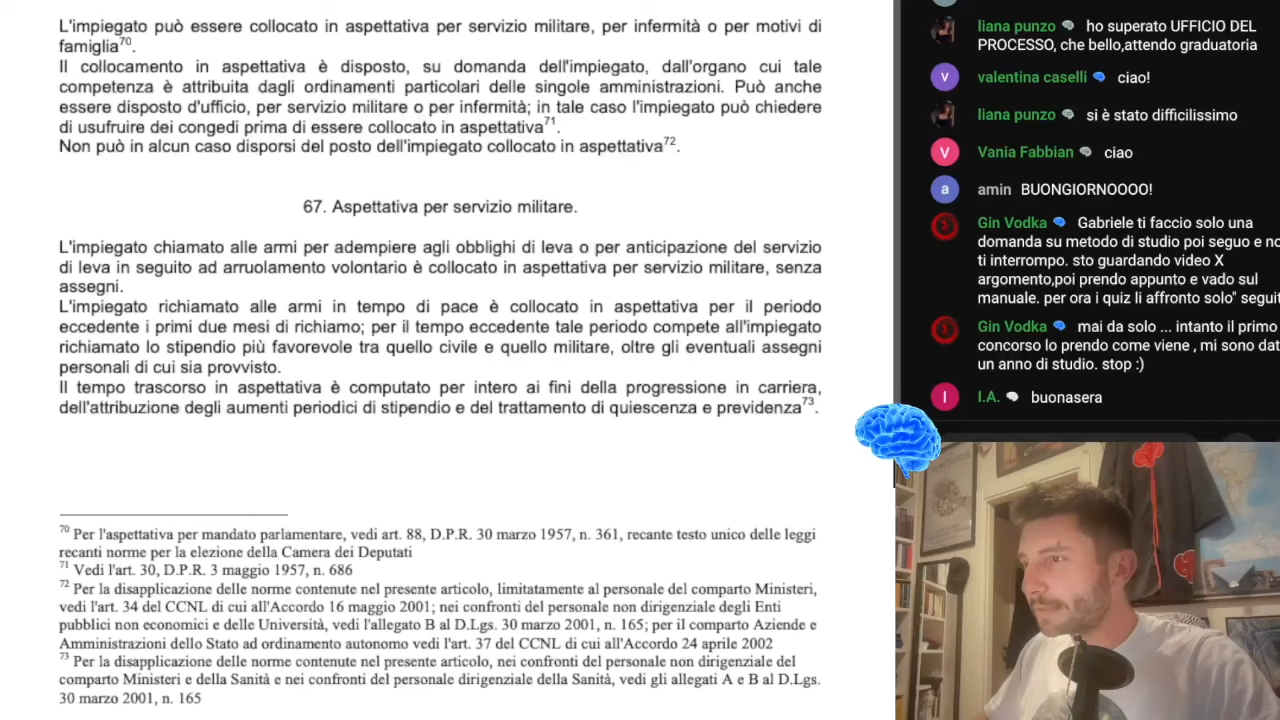 L'impiegato può essere collocato in aspettativa per servizio militare, per infermità o per motivi di
famiglia70.
Il collocamento in aspettativa è disposto, su domanda dell'impiegato, dall'organo cui tale
competenza è attribuita dagli ordinamenti particolari delle singole amministrazioni. Può anche
essere disposto d'ufficio, per servizio militare o per infermità; in tale caso l'impiegato può chiedere
di usufruire dei congedi prima di essere collocato in aspettativa71.
Non può in alcun caso disporsi del posto dell'impiegato collocato in aspettativa72.
67. Aspettativa per servizio militare.
L'impiegato chiamato alle armi per adempiere agli obblighi di leva o per anticipazione del servizio
di leva in seguito ad arruolamento volontario è collocato in aspettativa per servizio militare, senza
assegni.
L'impiegato richiamato alle armi in tempo di pace è collocato in aspettativa per il periodo
eccedente i primi due mesi di richiamo; per il tempo eccedente tale periodo compete all'impiegato
richiamato lo stipendio più favorevole tra quello civile e quello militare, oltre gli eventuali assegni
personali di cui sia provvisto.
Il tempo trascorso in aspettativa è computato per intero ai fini della progressione in carriera,
dell'attribuzione degli aumenti periodici di stipendio e del trattamento di quiescenza e previdenza73.
70 Per l'aspettativa per mandato parlamentare, vedi art. 88, D.P.R. 30 marzo 1957, n. 361, recante testo unico delle leggi
recanti norme per la elezione della Camera dei Deputati
71 Vedi l'art. 30, D.P.R. 3 maggio 1957, n. 686
72 Per la disapplicazione delle norme contenute nel presente articolo, limitatamente al personale del comparto Ministeri,
vedi l'art. 34 del CCNL di cui all'Accordo 16 maggio 2001; nei confronti del personale non dirigenziale degli Enti
pubblici non economici e delle Università, vedi l'allegato B al D.Lgs. 30 marzo 2001, n. 165; per il comparto Aziende e
Amministrazioni dello Stato ad ordinamento autonomo vedi l'art. 37 del CCNL di cui all'Accordo 24 aprile 2002
73 Per la disapplicazione delle norme contenute nel presente articolo, nei confronti del personale non dirigenziale del
comparto Ministeri e della Sanità e nei confronti del personale dirigenziale della Sanità, vedi gli allegati A e B al D.Lgs.
30 marzo 2001, n. 165
liana punzo ho superato UFFICIO DEL
PROCESSO, che bello,attendo graduatoria
V valentina caselli ciao!
liana punzo si è stato difficilissimo
V Vania Fabbian ciao
a amin BUONGIORNOOOO!
Gin Vodka Gabriele ti faccio solo una
domanda su metodo di studio poi seguo e no
ti interrompo. sto guardando video X
argomento,poi prendo appunto e vado sul
manuale. per ora i quiz li affronto solo" seguit
Gin Vodka mai da solo ... intanto il primo
concorso lo prendo come viene , mi sono dat
un anno di studio. stop :)
I I.A. buonasera